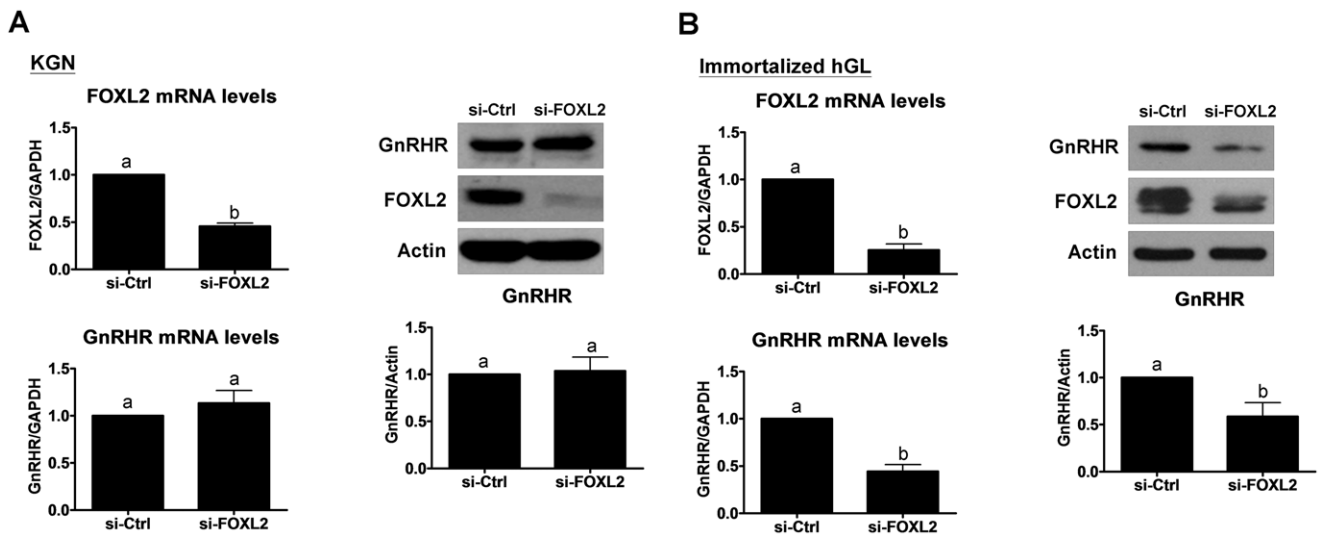 A
KGN
FOXL2 mRNA levels
FOXL2/GAPDH
1.5
1.0
0.5
0.0
a
b
si-Ctrl
si-FOXL2
GnRHR mRNA levels
GnRHR/GAPDH
1.5
1.0
0.5
0.0
a
a
si-Ctrl
si-FOXL2
si-Ctrl si-FOXL2
GnRHR
FOXL2
Actin
GnRHR
GnRHR/Actin
1.5
1.0
0.5
0.0
a
a
si-Ctrl
si-FOXL2
B
Immortalized hGL
FOXL2 mRNA levels
FOXL2/GAPDH
1.5
1.0
0.5
0.0
a
b
si-Ctrl
si-FOXL2
GnRHR mRNA levels
GnRHR/GAPDH
1.5
1.0
0.5
0.0
a
b
si-Ctrl
si-FOXL2
si-Ctrl si-FOXL2
GnRHR
FOXL2
Actin
GnRHR
GnRHR/Actin
1.5
1.0
0.5
0.0
a
b
si-Ctrl
si-FOXL2